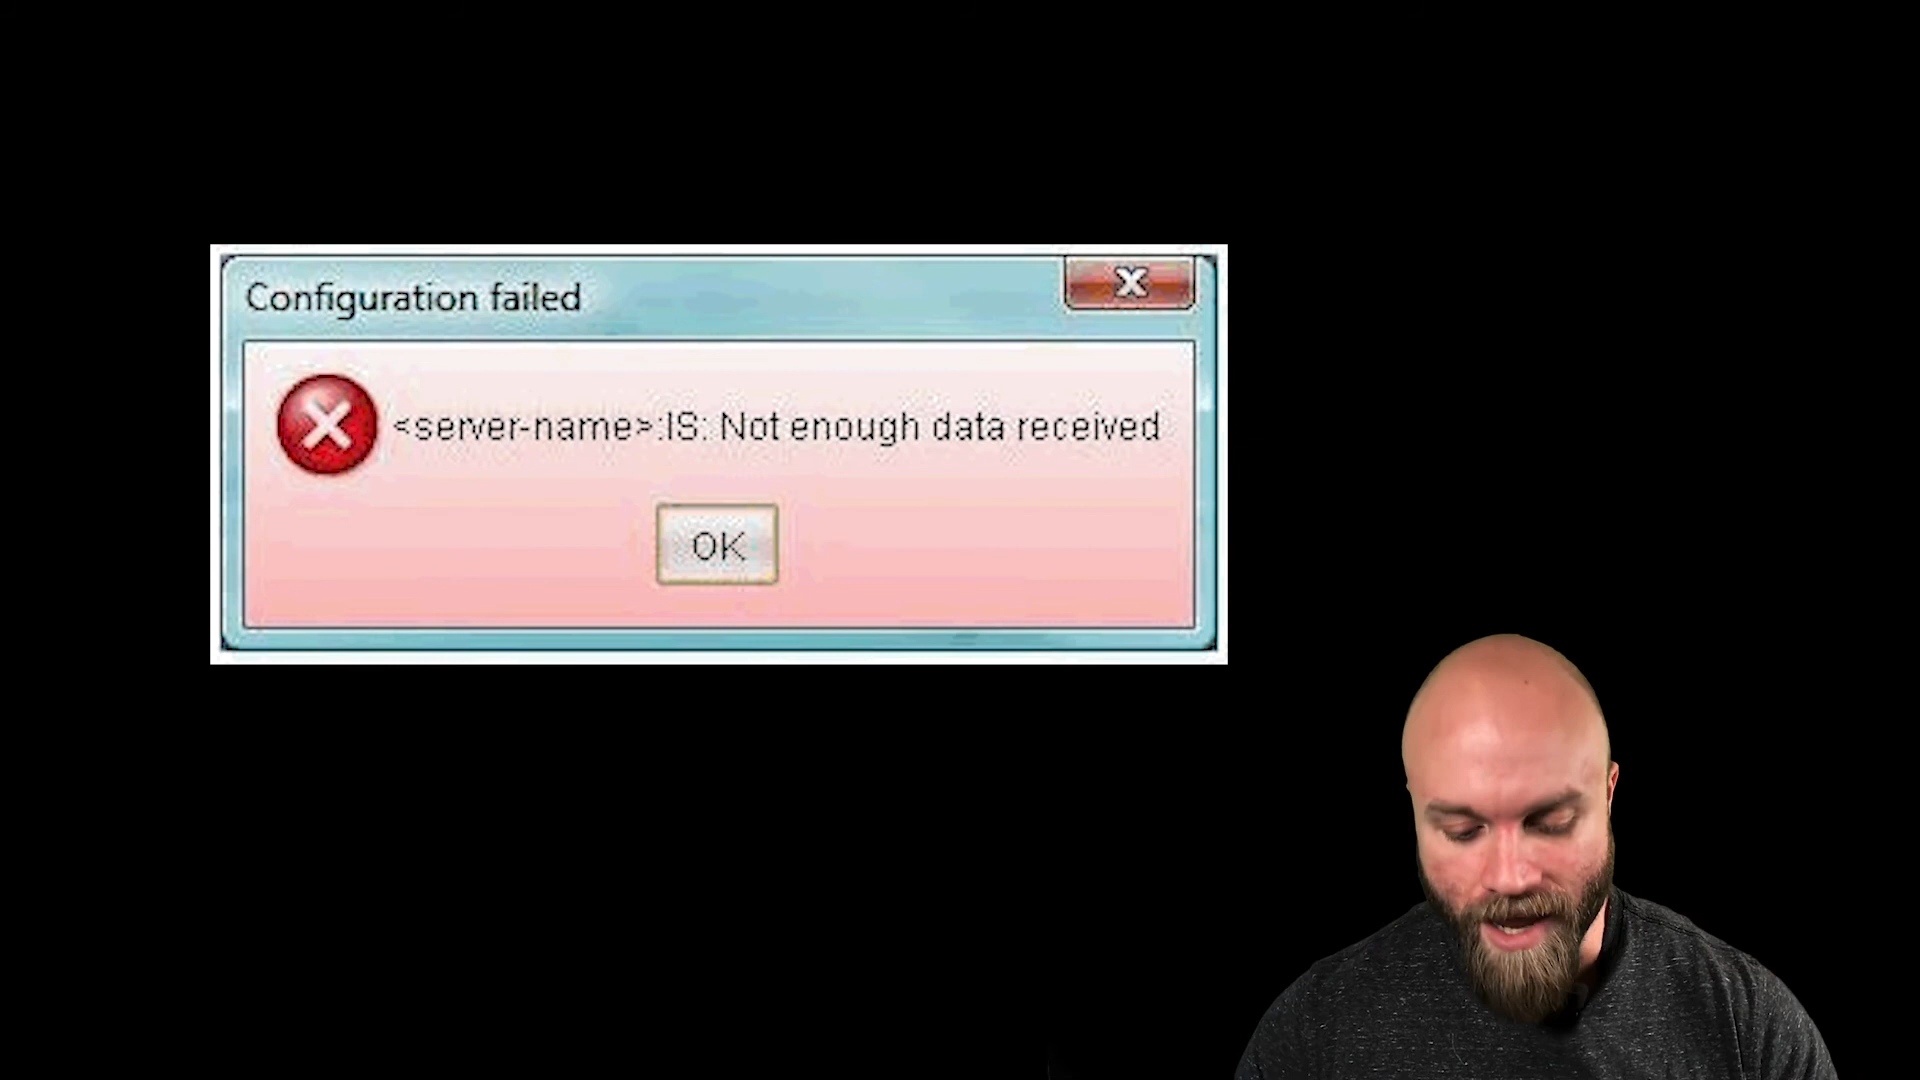 Configuration failed
<server-name>:IS: Not enough data received
OK